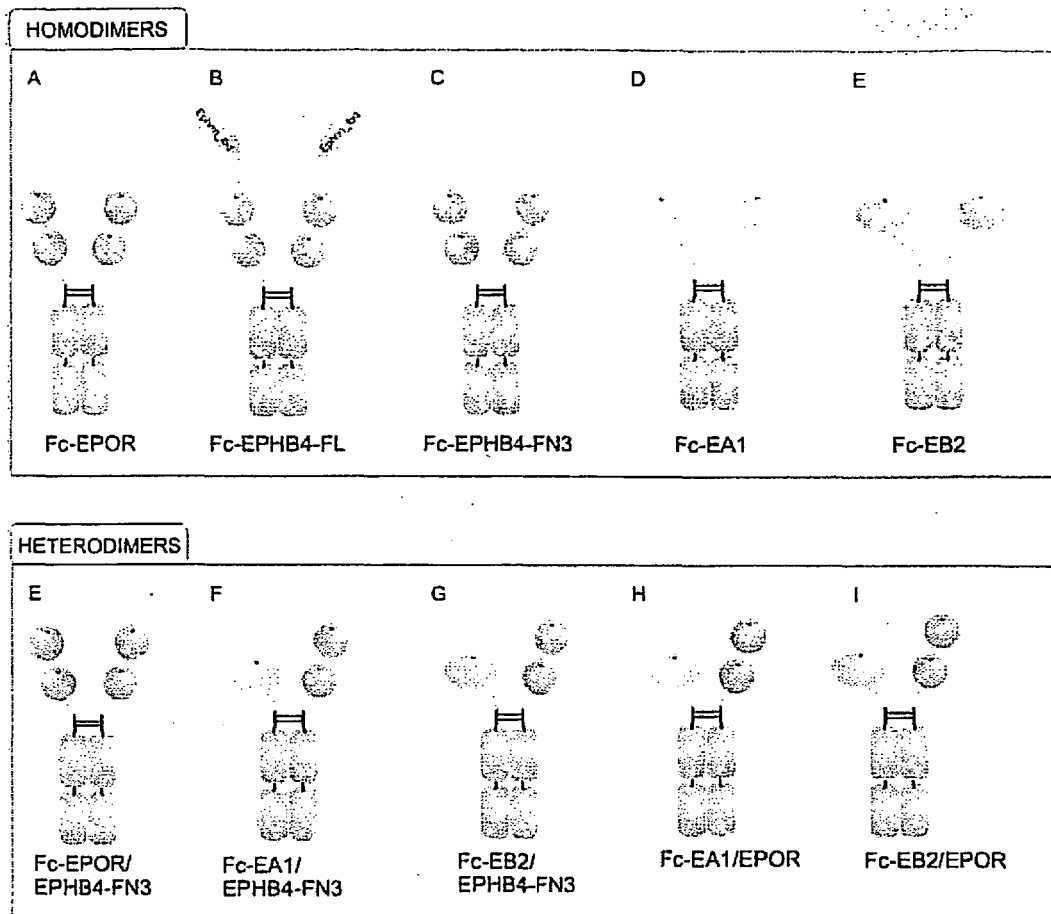 HOMODIMERS
A B C D E
Fc-EPOR Fc-EPHB4-FL Fc-EPHB4-FN3 Fc-EA1 Fc-EB2
HETERODIMERS
E F G H I
Fc-EPOR/ Fc-EA1/ Fc-EB2/ Fc-EA1/EPOR Fc-EB2/EPOR
EPHB4-FN3 EPHB4-FN3 EPHB4-FN3